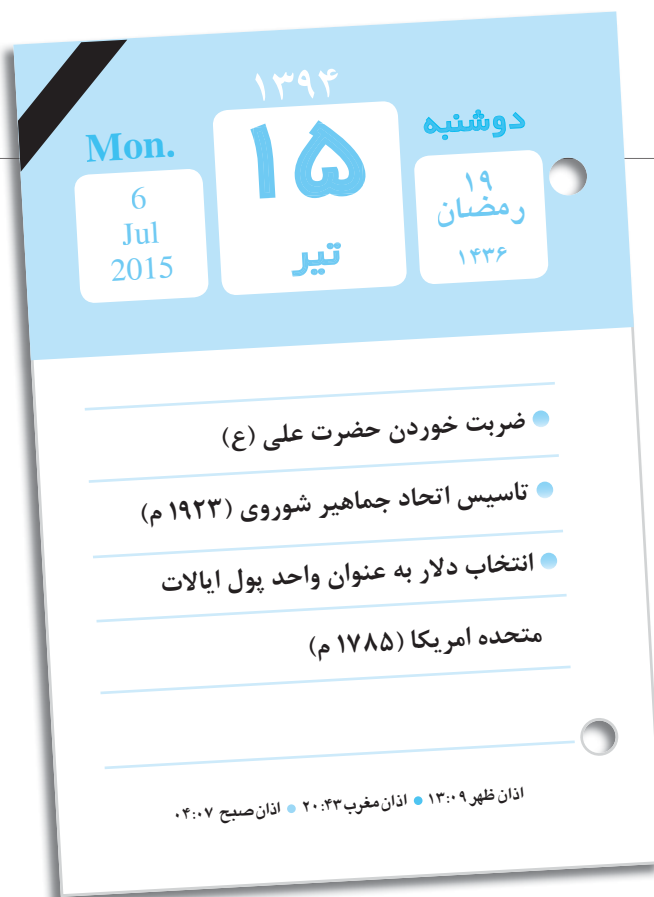 ۱۳۹۴
دوشنبه
۱۹
رمضان
۱۴۳۶
۱۵
تیر
Mon.
6
Jul
2015
ضربت خوردن حضرت علی (ع)
تاسیس اتحاد جماهیر شوروی (۱۹۲۳ م)
انتخاب دلار به عنوان واحد پول ایالات
متحده امریکا (۱۷۸۵ م)
اذان ظهر ۱۳:۰۹ اذان مغرب ۲۰:۴۳ اذان صبح ۰۴:۰۷